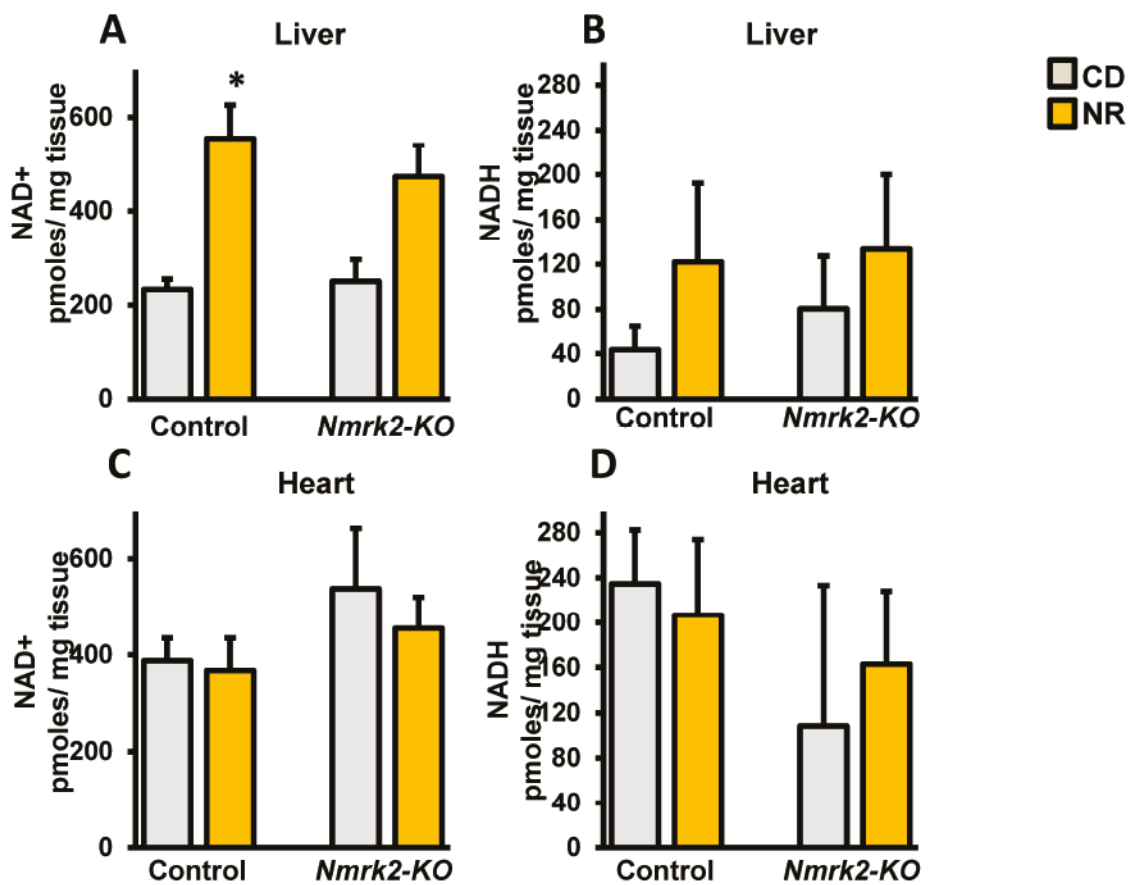 A
Liver
NAD+
pmoles/ mg tissue
600
400
200
0
*
Control
Nmrk2-KO
B
Liver
NADH
pmoles/ mg tissue
280
240
200
160
120
80
40
0
Control
Nmrk2-KO
CD
NR
C
Heart
NAD+
pmoles/ mg tissue
600
400
200
0
Control
Nmrk2-KO
D
Heart
NADH
pmoles/ mg tissue
280
240
200
160
120
80
40
0
Control
Nmrk2-KO